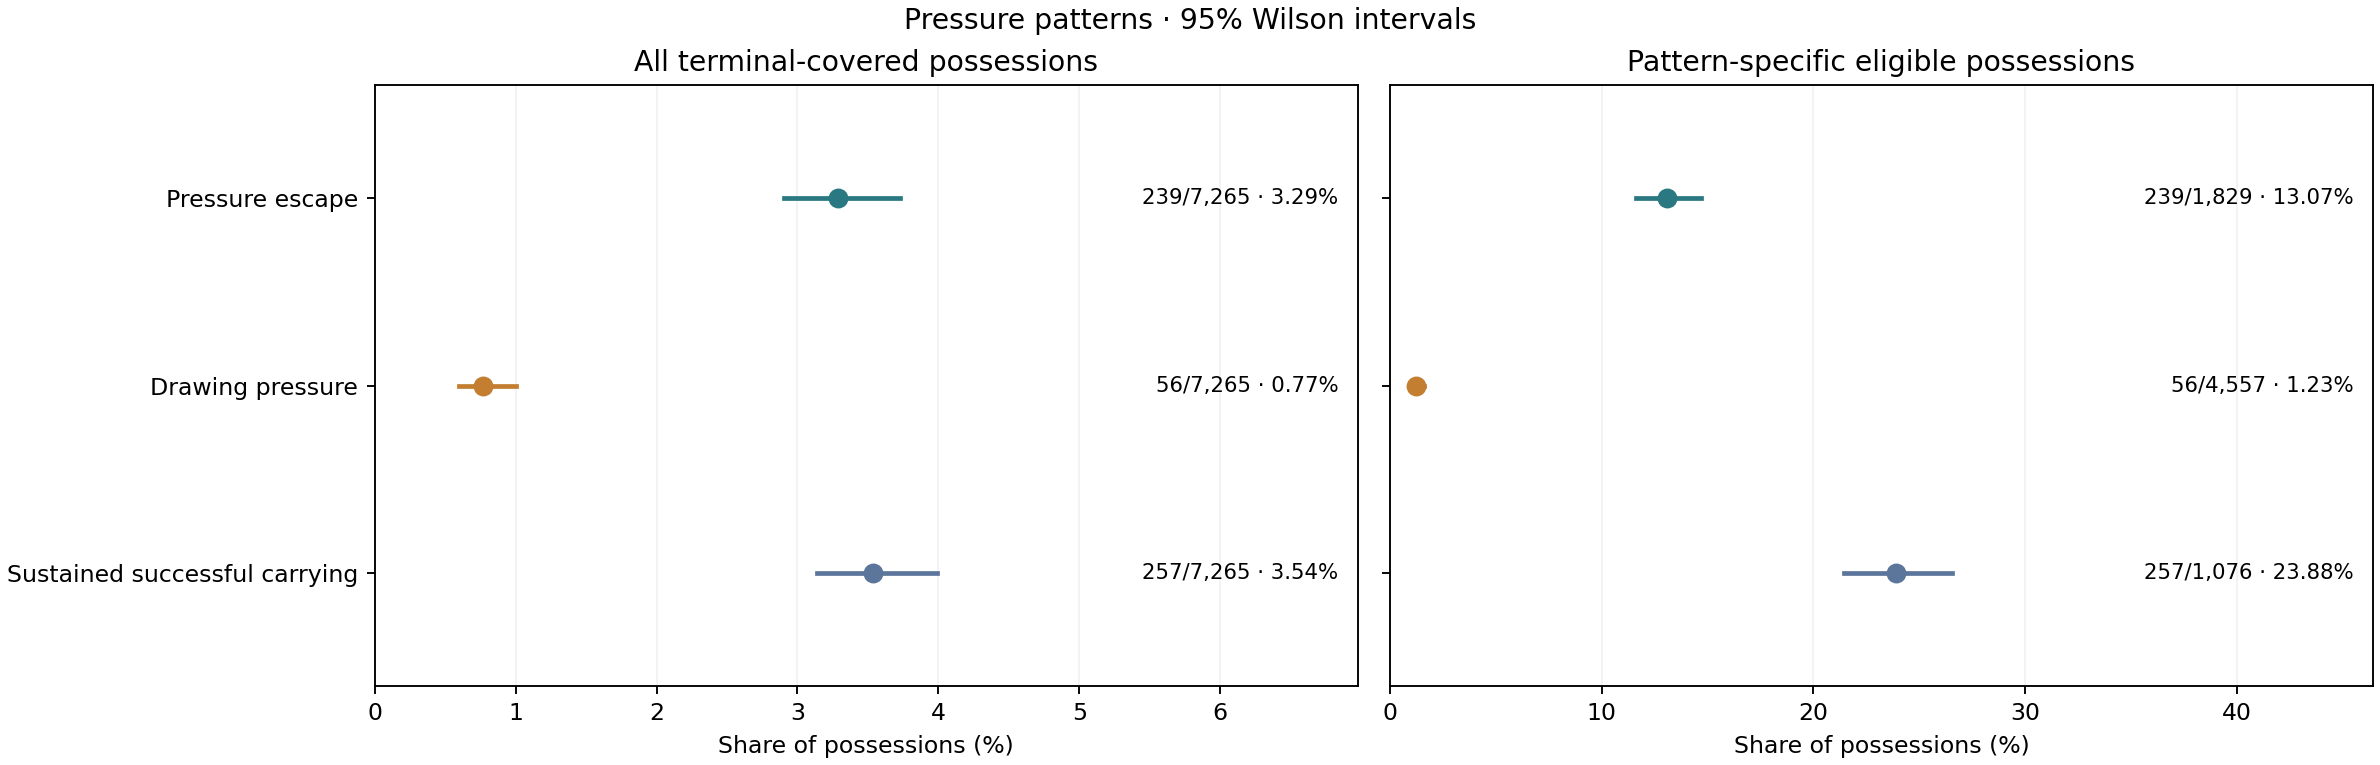 Pressure patterns · 95% Wilson intervals
All terminal-covered possessions
Pattern-specific eligible possessions
Pressure escape
239/7,265 · 3.29%
239/1,829 · 13.07%
Drawing pressure
56/7,265 · 0.77%
56/4,557 · 1.23%
Sustained successful carrying
257/7,265 · 3.54%
257/1,076 · 23.88%
0 1 2 3 4 5 6
0 10 20 30 40
Share of possessions (%)
Share of possessions (%)